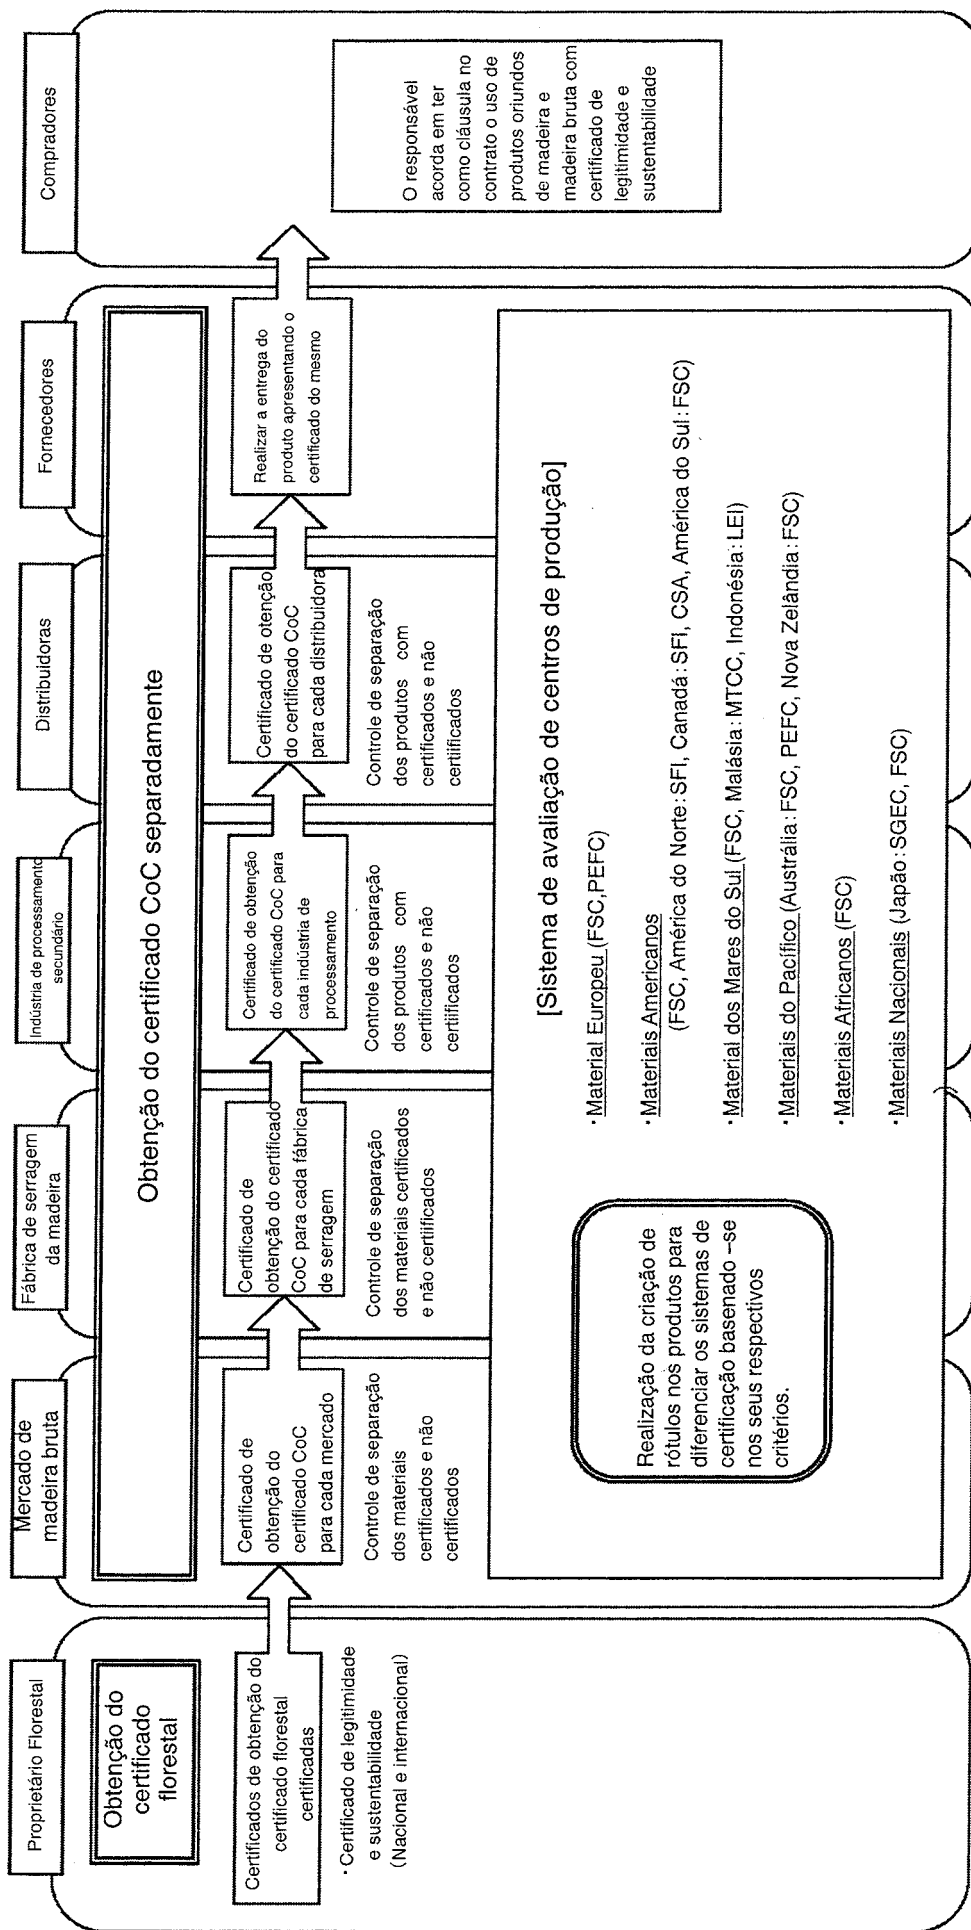 Proprietário Florestal
Obtenção do
certificado
florestal
Certificados de obtenção do
certificado florestal
certificadas
・Certificado de legitimidade
e sustentabilidade
(Nacional e internacional)
Mercado de
madeira bruta
Fábrica de serragem
da madeira
Indústria de processamento
secundário
Distribuidoras
Fornecedores
Compradores
Obtenção do certificado CoC separadamente
Certificado de
obtenção do
certificado CoC
para cada mercado
Controle de separação
dos materiais
certificados e não
certificados
Certificado de
obtenção do certificado
CoC para cada fábrica
de serragem
Controle de separação
dos materiais certificados
e não certiificados
Certificado de obtenção
do certificado CoC para
cada indústria de
processamento
Controle de separação
dos produtos com
certificados e não
certiificados
Certificado de otenção
do certificado CoC
para cada distribuidora
Controle de separação
dos produtos com
certificados e não
certiificados
Realizar a entrega do
produto apresentando o
certificado do mesmo
O responsável
acorda em ter
como cláusula no
contrato o uso de
produtos oriundos
de madeira e
madeira bruta com
certificado de
legitimidade e
sustentabilidade
Realização da criação de
rótulos nos produtos para
diferenciar os sistemas de
certificação basenado –se
nos seus respectivos
critérios.
[Sistema de avaliação de centros de produção]
・Material Europeu (FSC,PEFC)
・Materiais Americanos
(FSC, América do Norte: SFI, Canadá: SFI, CSA, América do Sul: FSC)
・Material dos Mares do Sul (FSC, Malásia: MTCC, Indonésia: LEI)
・Materiais do Pacífico (Austrália: FSC, PEFC, Nova Zelândia: FSC)
・Materiais Africanos (FSC)
・Materiais Nacionais (Japão: SGEC, FSC)